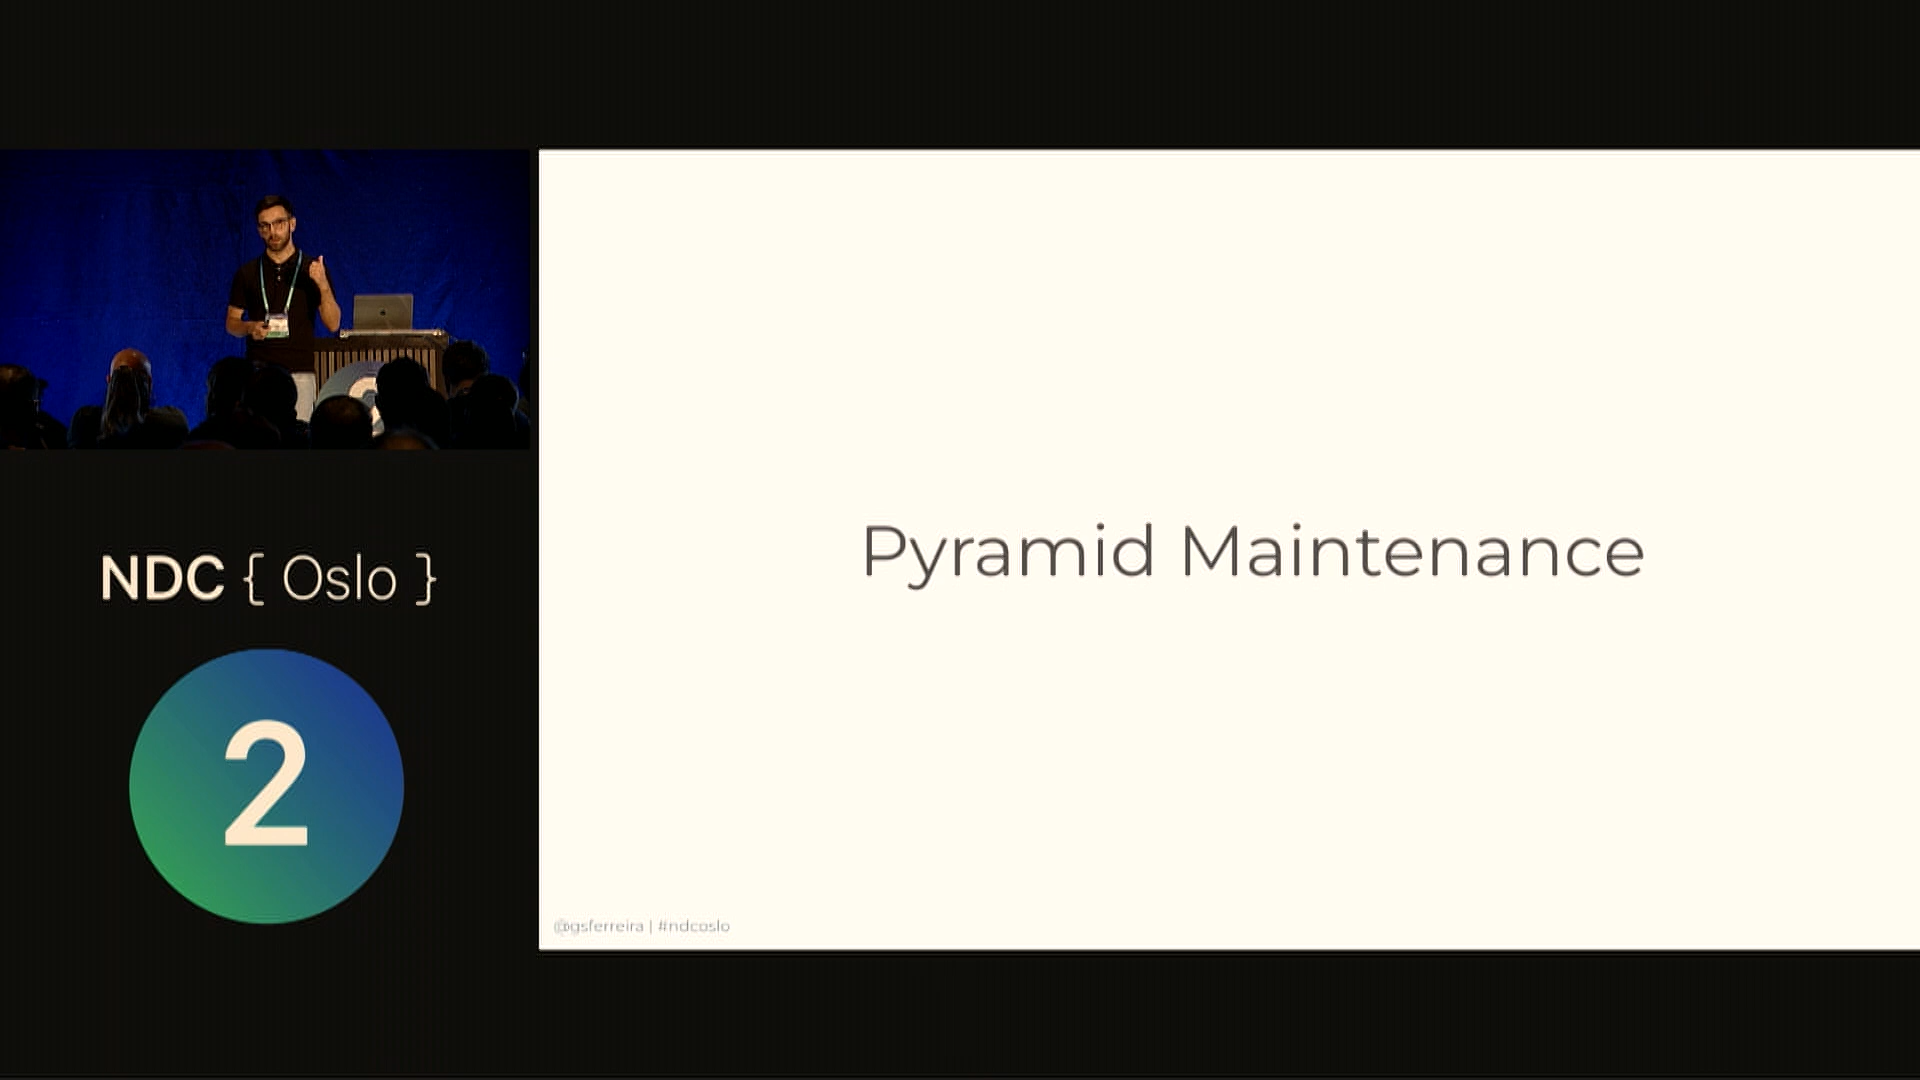 NDC { Oslo }
2
Pyramid Maintenance
@gsferreira | #ndcoslo